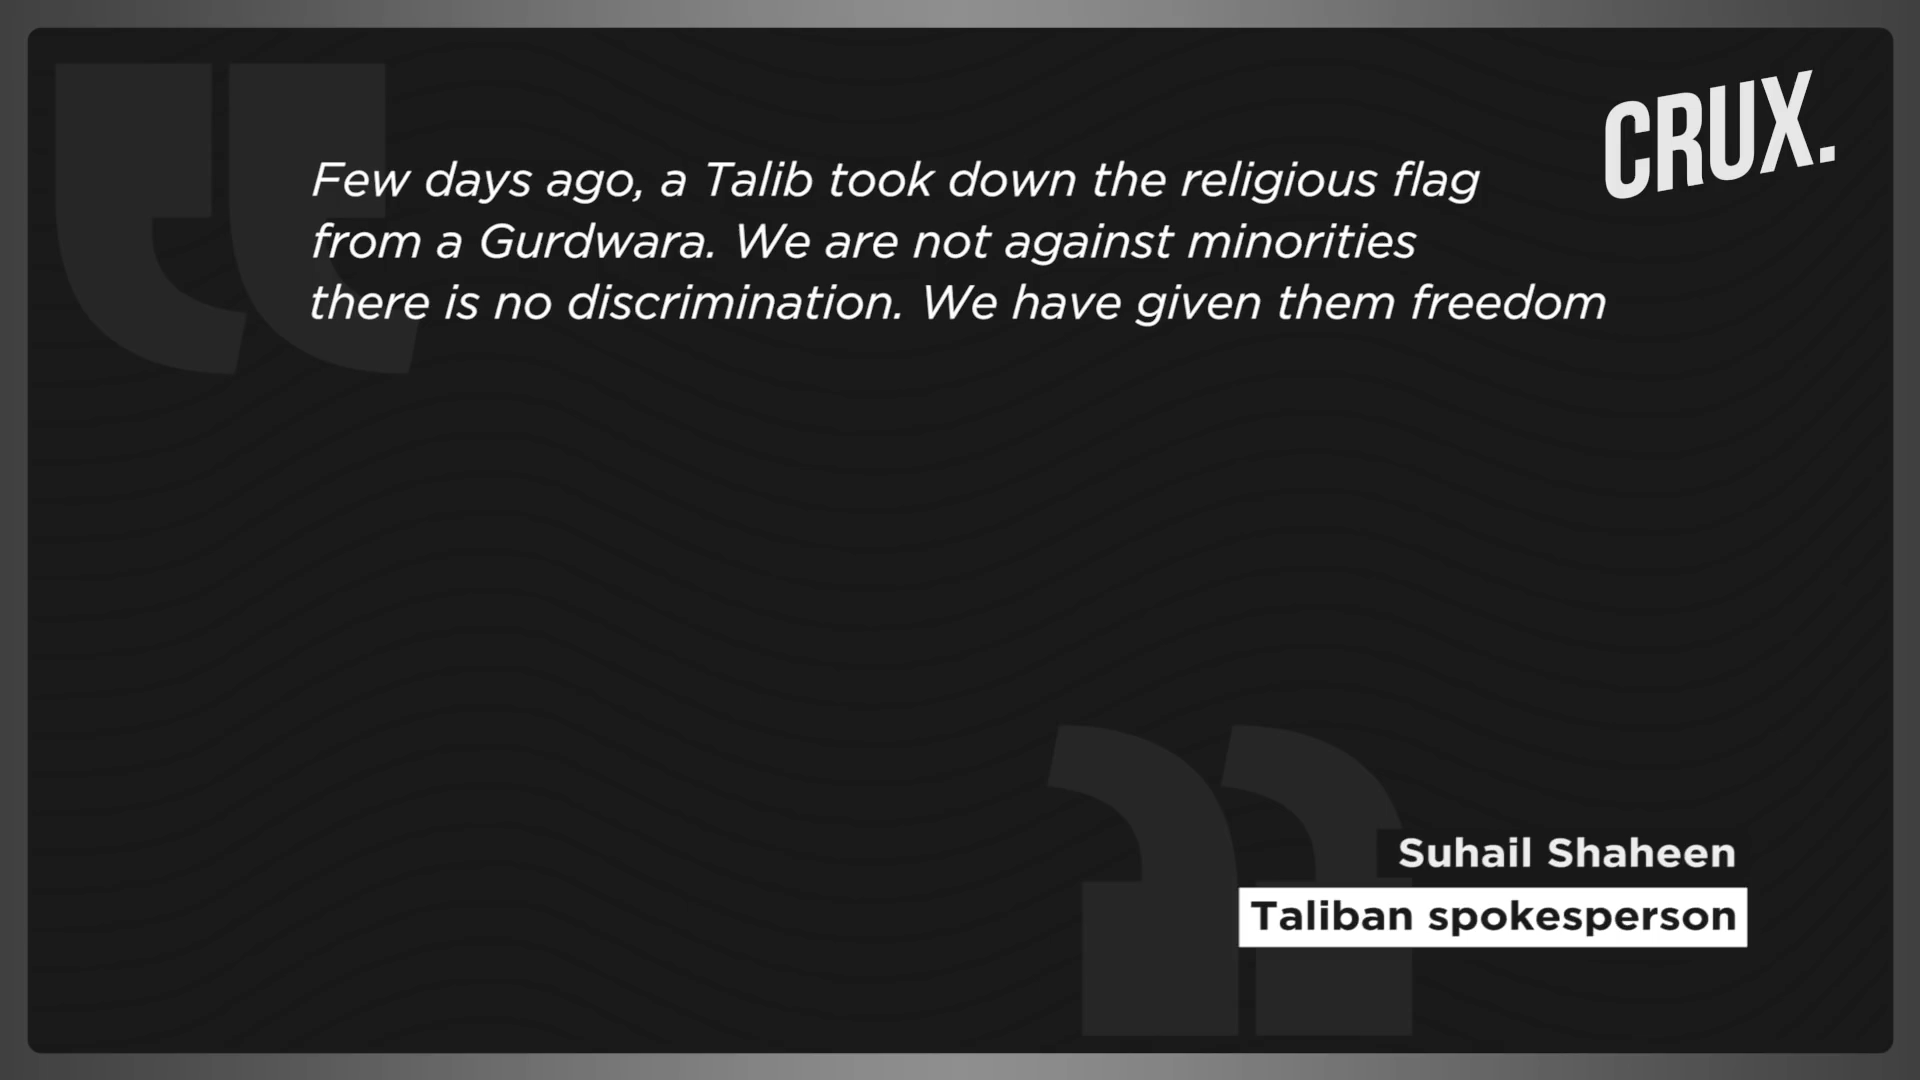 CRUX.
Few days ago, a Talib took down the religious flag
from a Gurdwara. We are not against minorities
there is no discrimination. We have given them freedom
Suhail Shaheen
Taliban spokesperson